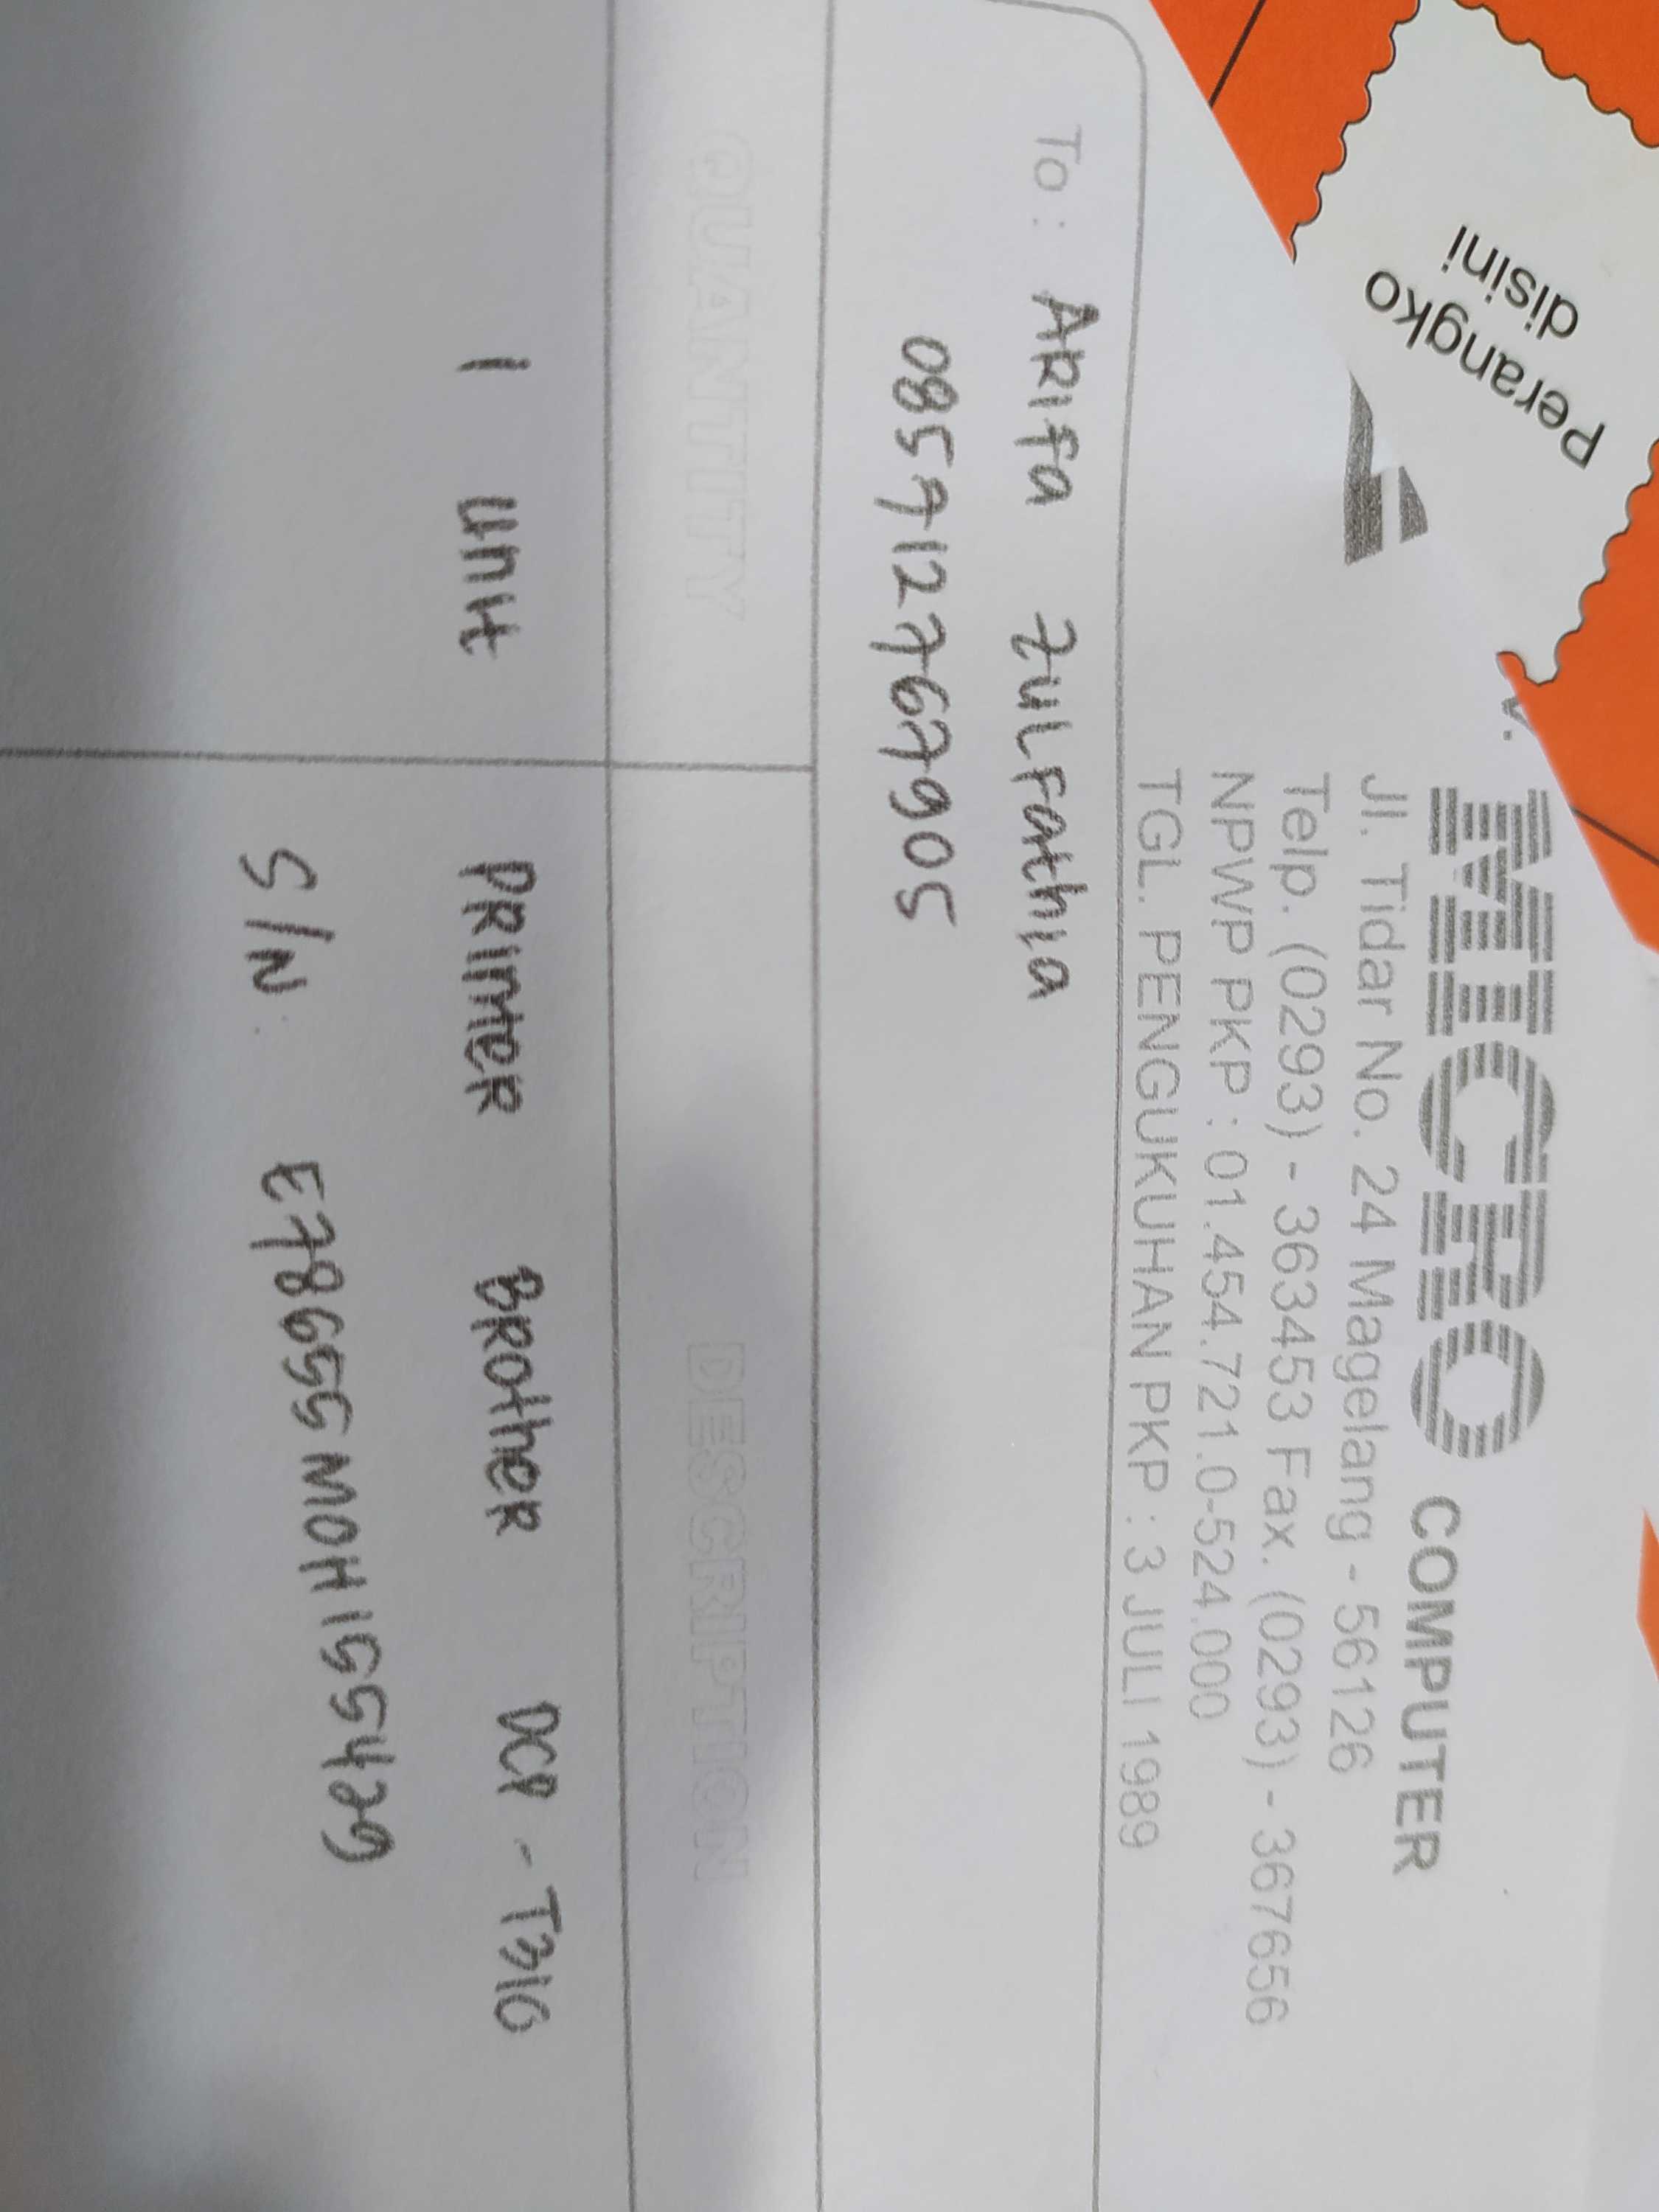 Perangko
disini
V. MICRO COMPUTER
Jl. Tidar No. 24 Magelang - 56126
Telp. (0293) - 363453 Fax. (0293) - 367656
NPWP PKP : 01.454.721.0-524.000
TGL. PENGUKUHAN PKP : 3 JULI 1989
To : ARIFA ZULFATHIA
085712767905
QUANTITY DESCRIPTION
1 UNIT PRINTER BROTHER DCP - T310
S/N E78655M0H151429